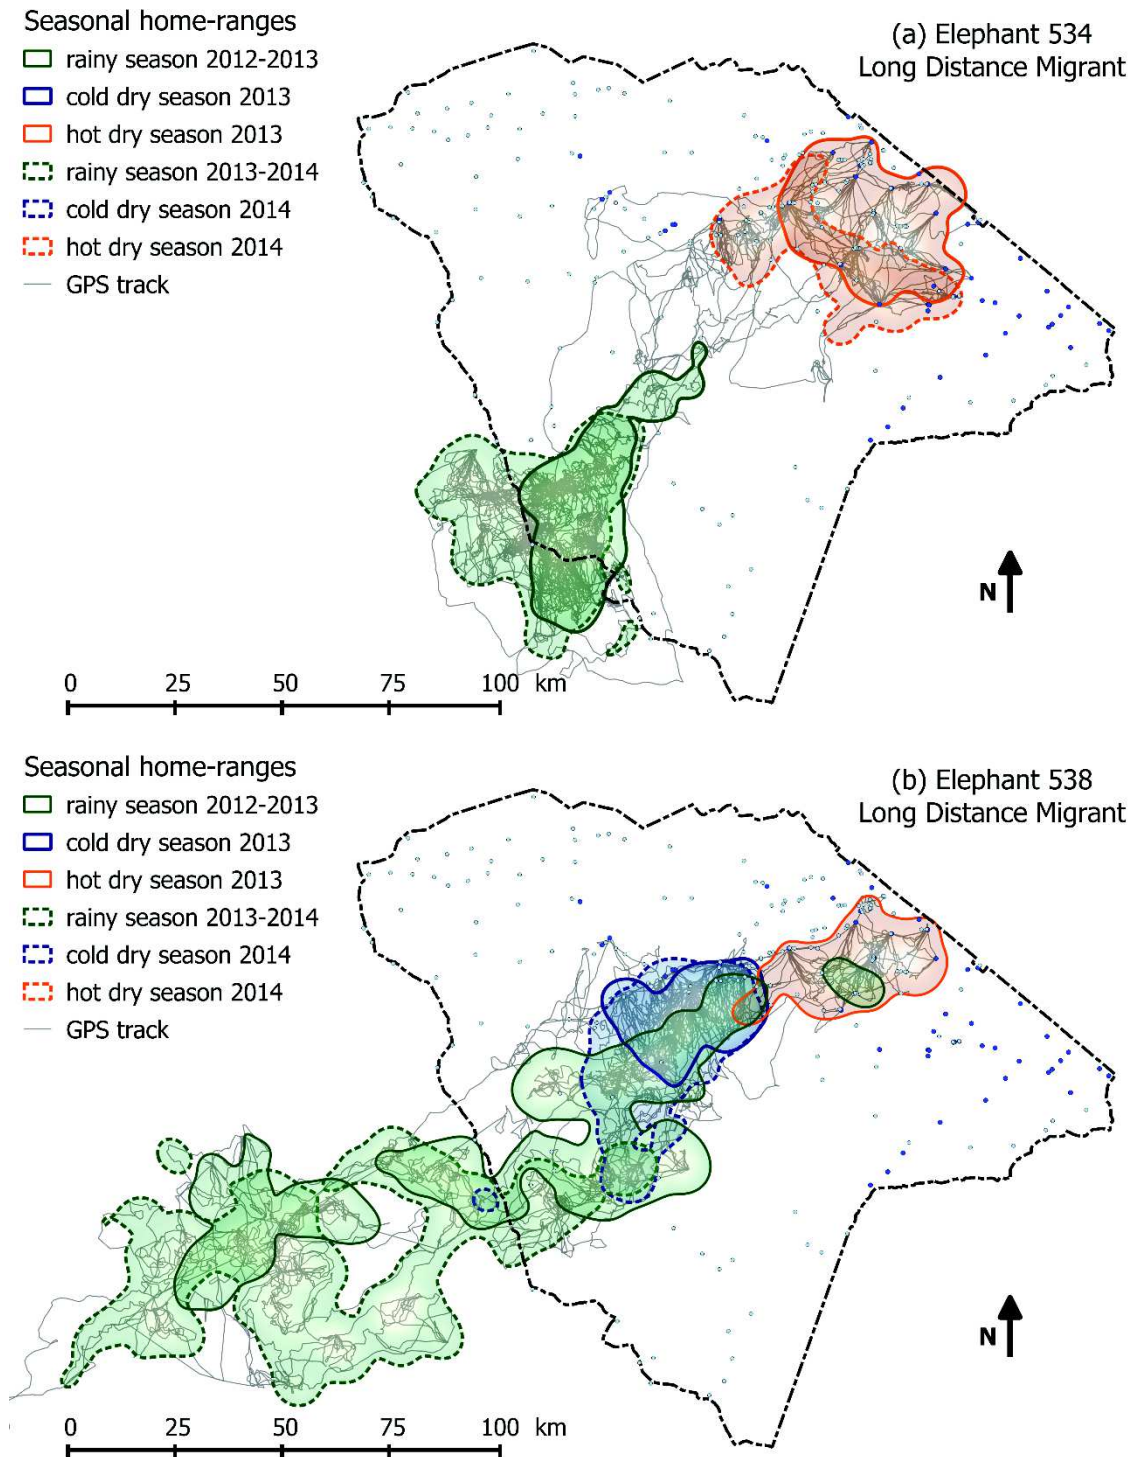 Seasonal home-ranges
rainy season 2012-2013
cold dry season 2013
hot dry season 2013
rainy season 2013-2014
cold dry season 2014
hot dry season 2014
GPS track
(a) Elephant 534
Long Distance Migrant
N
0 25 50 75 100 km
Seasonal home-ranges
rainy season 2012-2013
cold dry season 2013
hot dry season 2013
rainy season 2013-2014
cold dry season 2014
hot dry season 2014
GPS track
(b) Elephant 538
Long Distance Migrant
N
0 25 50 75 100 km